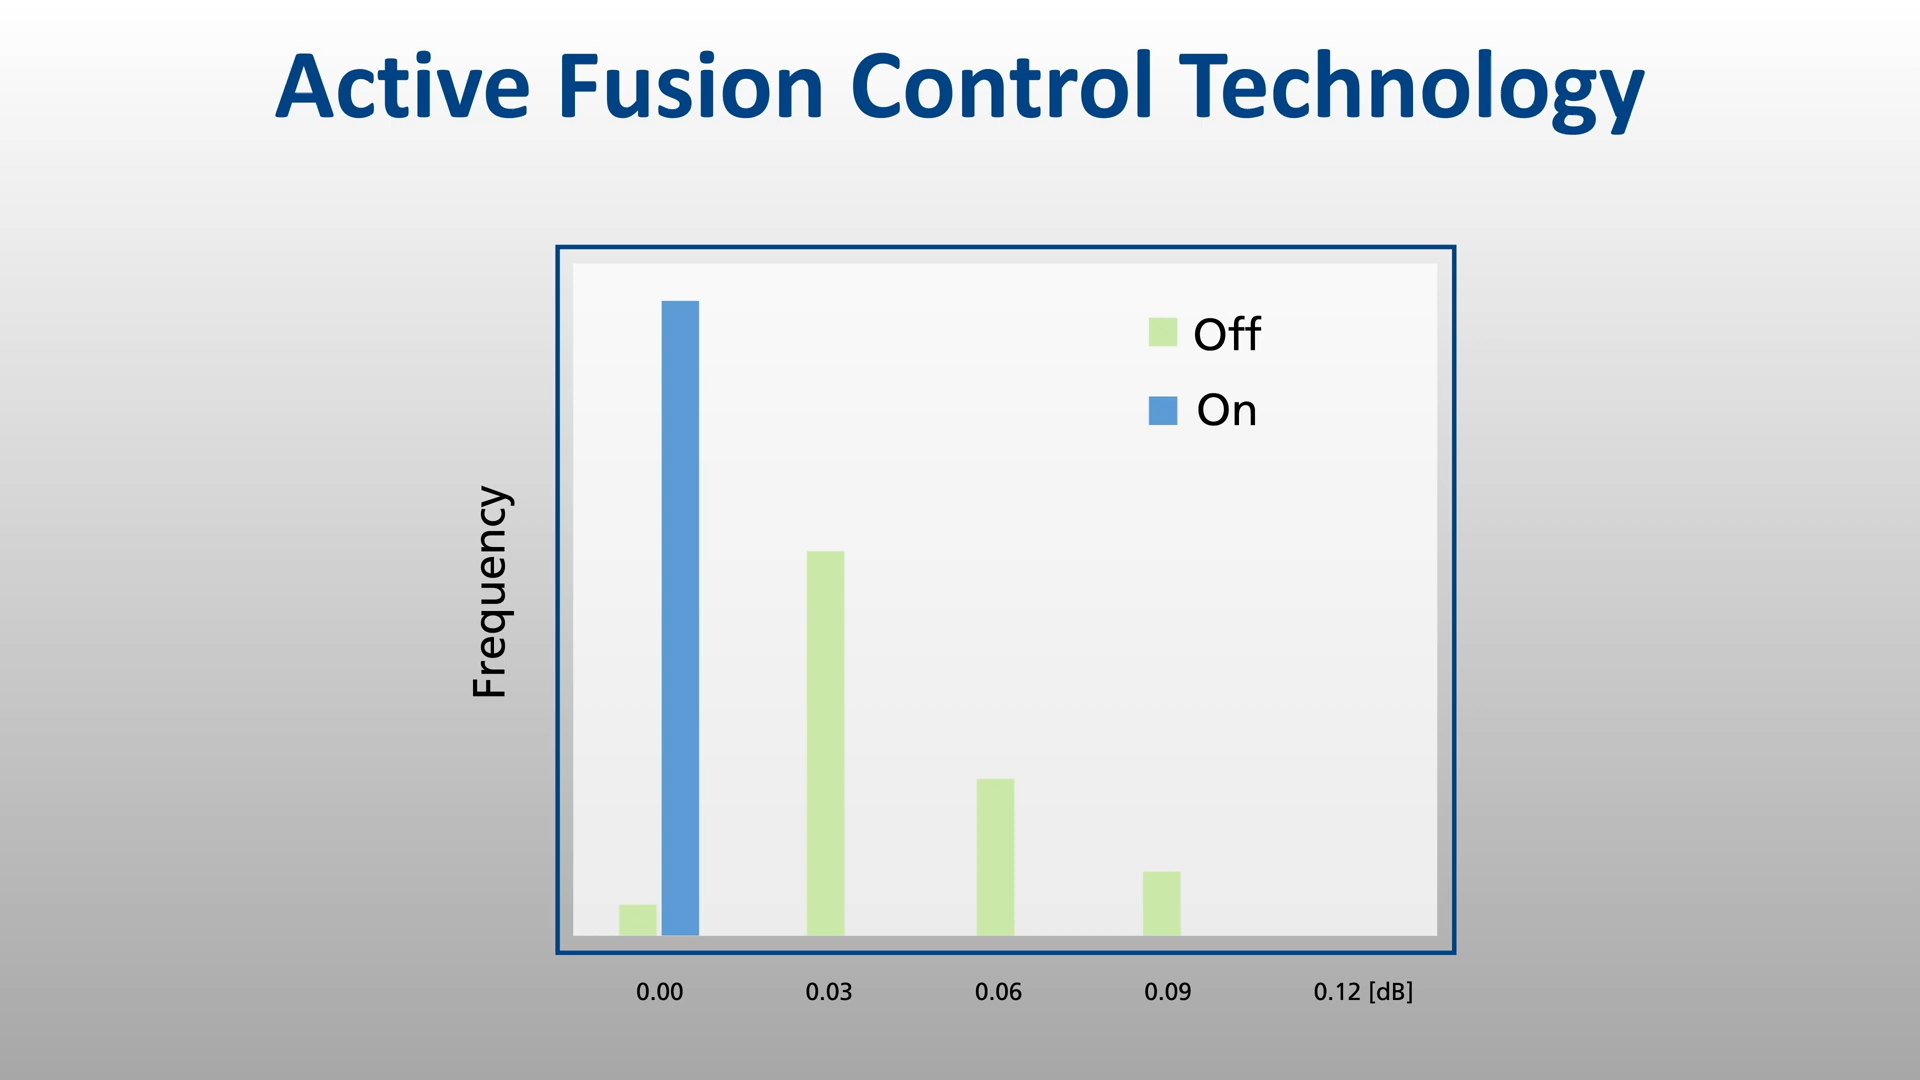 Active Fusion Control Technology
Off
On
Frequency
0.00 0.03 0.06 0.09 0.12 [dB]